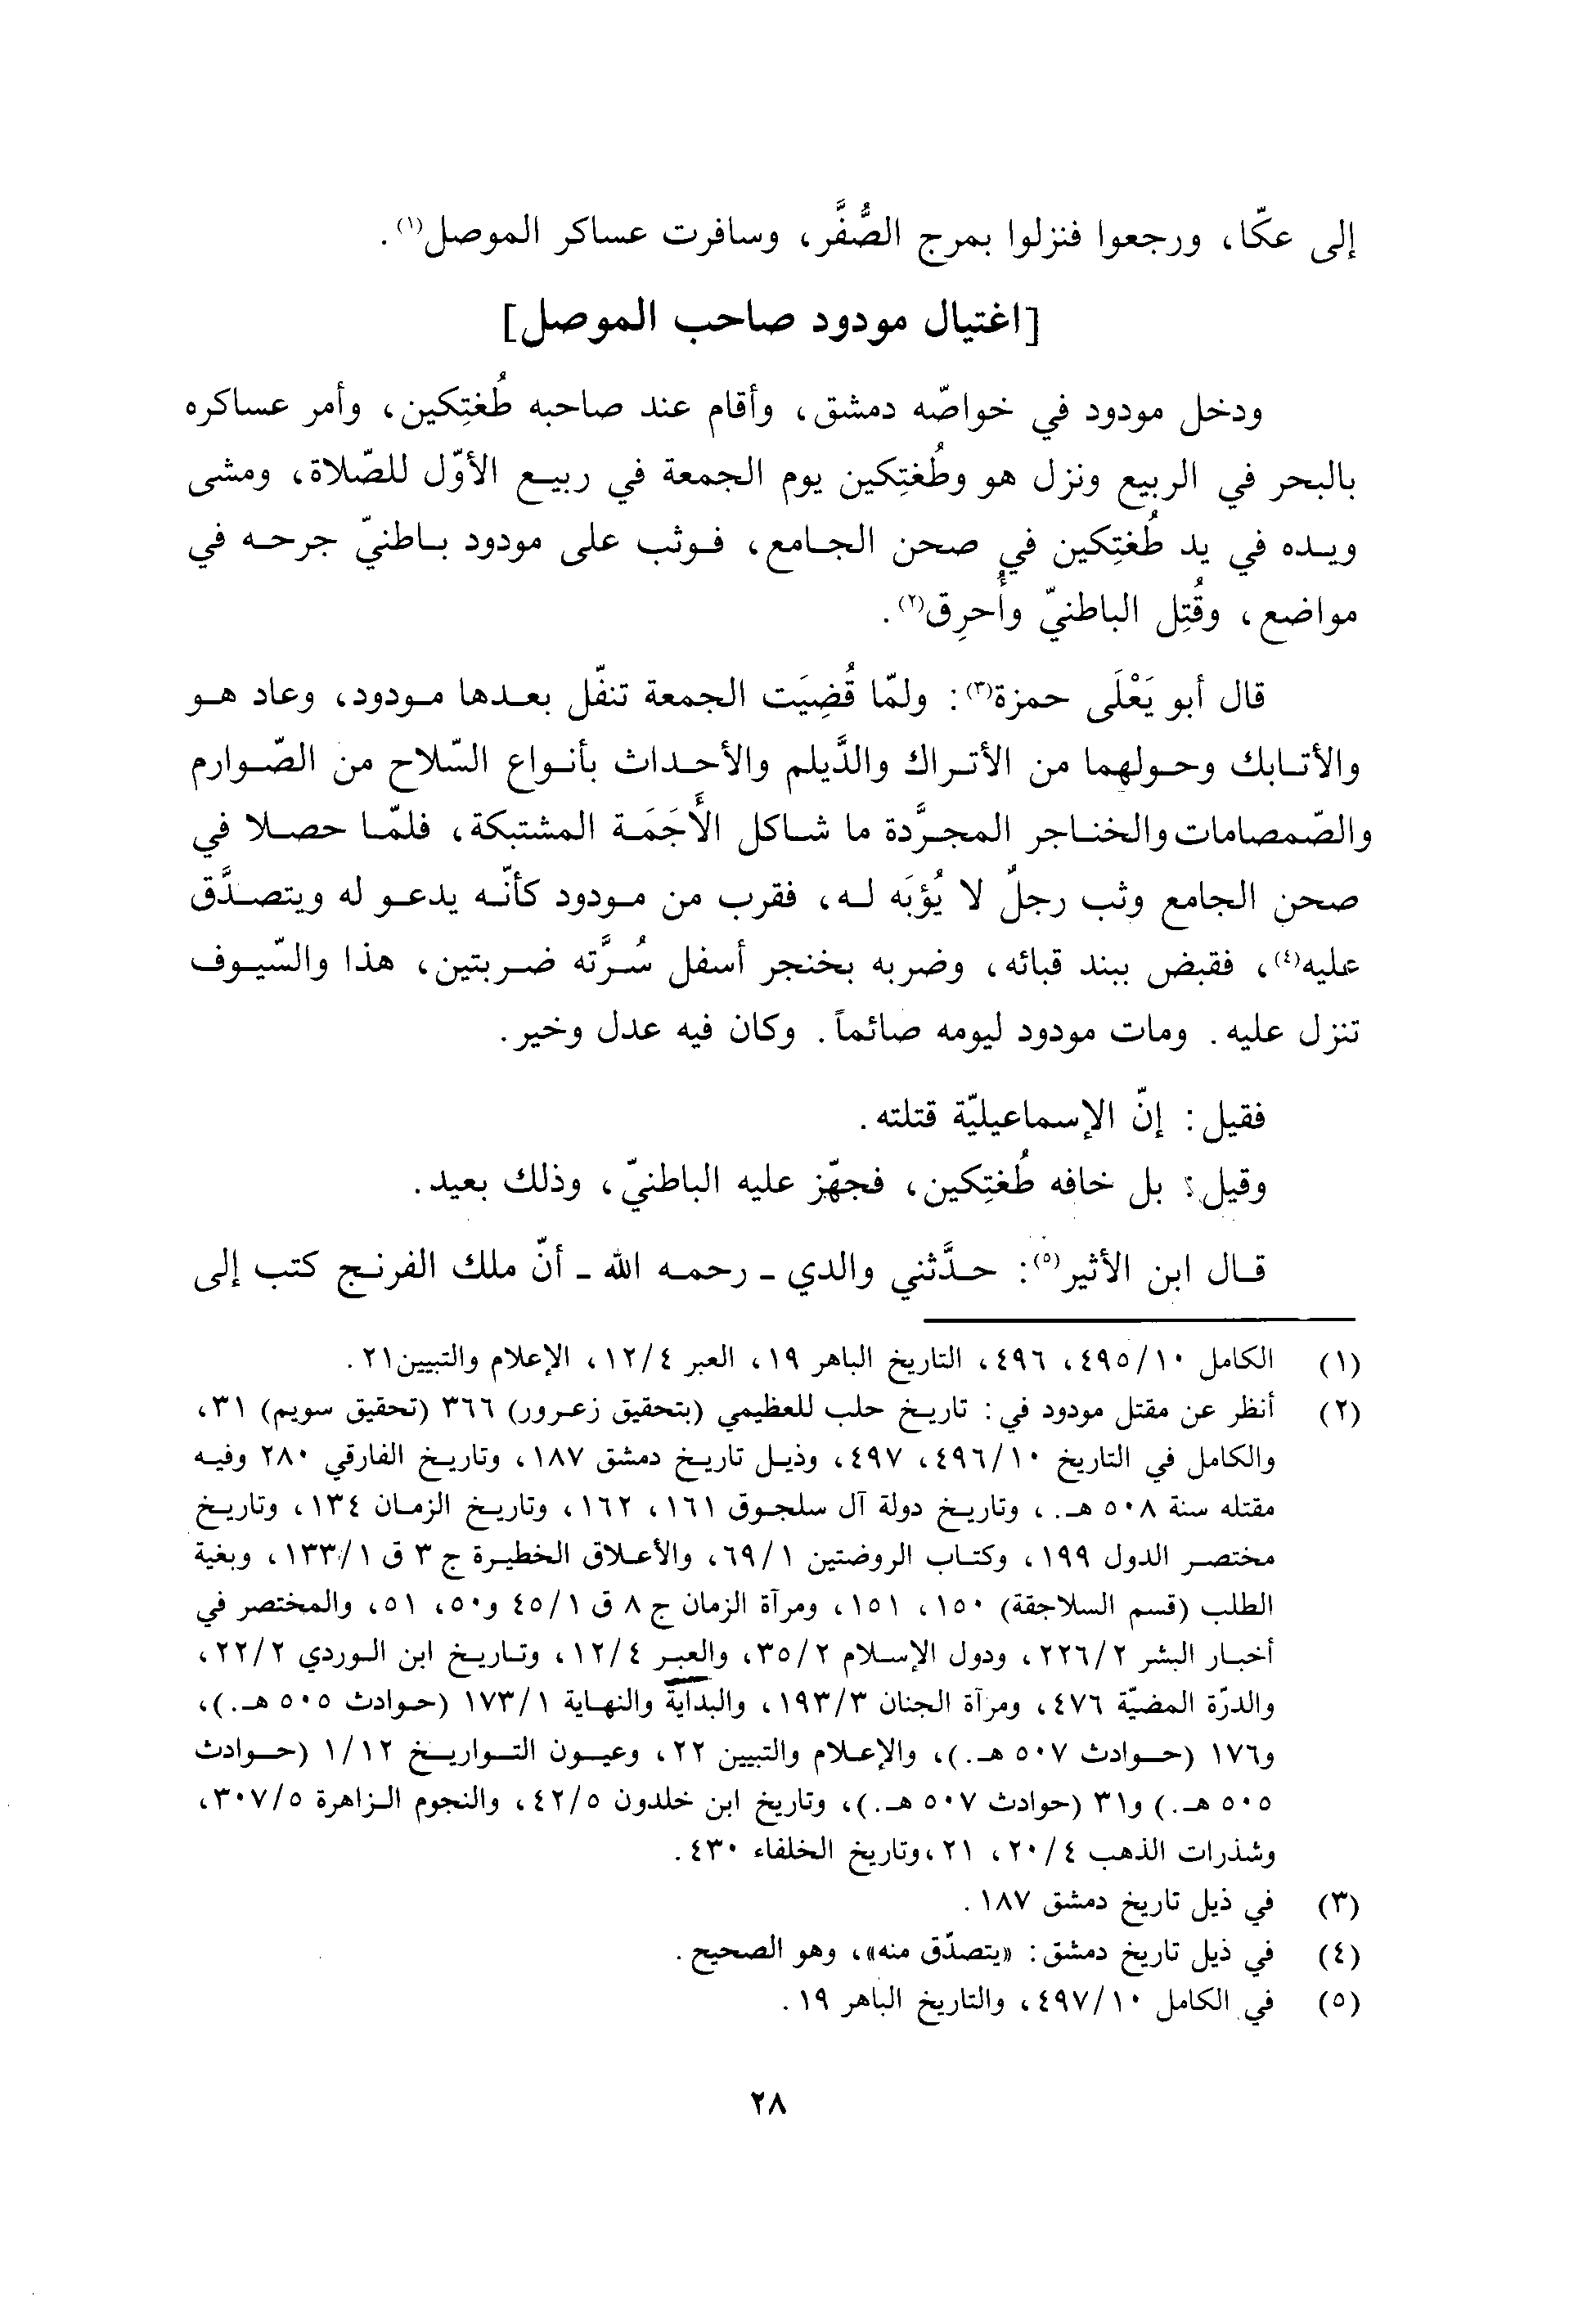 إلى عكّا، ورجعوا فنزلوا بمرج الصُّفَّر، وسافرت عساكر الموصل(١).
[اغتيال مودود صاحب الموصل]
ودخل مودود في خواصّه دمشق، وأقام عند صاحبه طُغتِكين، وأمر عساكره
بالبحر في الربيع ونزل هو وطُغتِكين يوم الجمعة في ربيع الأوّل للصّلاة، ومشى
ويده في يد طُغتِكين في صحن الجامع، فوثب على مودود باطنيّ جرحه في
مواضع، وقُتِل الباطنيّ وأُحرِق(٢).
قال أبو يَعْلَى حمزة(٣): ولمّا قُضِيَت الجمعة تنفّل بعدها مودود، وعاد هو
والأتابك وحولهما من الأتراك والدَّيلم والأحداث بأنواع السّلاح من الصّوارم
والصّمصامات والخناجر المجرَّدة ما شاكل الأَجَمَة المشتبكة، فلمّا حصلا في
صحن الجامع وثب رجلٌ لا يُؤبَه له، فقرب من مودود كأنّه يدعو له ويتصدَّق
عليه(٤)، فقبض ببند قبائه، وضربه بخنجر أسفل سُرَّته ضربتين، هذا والسّيوف
تنزل عليه. ومات مودود ليومه صائماً. وكان فيه عدل وخير.
فقيل: إنّ الإسماعيليّة قتلته.
وقيل: بل خافه طُغتِكين، فجهّز عليه الباطنيّ، وذلك بعيد.
قال ابن الأثير(٥): حدَّثني والدي ـ رحمه الله ـ أنّ ملك الفرنج كتب إلى
(١) الكامل ٤٩٥/١٠، ٤٩٦، التاريخ الباهر ١٩، العبر ١٢/٤، الإعلام والتبيين٢١.
(٢) أنظر عن مقتل مودود في: تاريخ حلب للعظيمي (بتحقيق زعرور) ٣٦٦ (تحقيق سويم) ٣١،
والكامل في التاريخ ٤٩٦/١٠، ٤٩٧، وذيل تاريخ دمشق ١٨٧، وتاريخ الفارقي ٢٨٠ وفيه
مقتله سنة ٥٠٨ هـ.، وتاريخ دولة آل سلجوق ١٦١، ١٦٢، وتاريخ الزمان ١٣٤، وتاريخ
مختصر الدول ١٩٩، وكتاب الروضتين ٦٩/١، والأعلاق الخطيرة ج ٣ ق ١٣٣/١، وبغية
الطلب (قسم السلاجقة) ١٥٠، ١٥١، ومرآة الزمان ج ٨ ق ٤٥/١ و٥٠، ٥١، والمختصر في
أخبار البشر ٢٢٦/٢، ودول الإسلام ٣٥/٢، والعبر ١٢/٤، وتاريخ ابن الوردي ٢٢/٢،
والدرّة المضيّة ٤٧٦، ومرآة الجنان ١٩٣/٣، والبداية والنهاية ١٧٣/١ (حوادث ٥٠٥ هـ.)،
و١٧٦ (حوادث ٥٠٧ هـ.)، والإعلام والتبيين ٢٢، وعيون التواريخ ١/١٢ (حوادث
٥٠٥ هـ.) و٣١ (حوادث ٥٠٧ هـ.)، وتاريخ ابن خلدون ٤٢/٥، والنجوم الزاهرة ٣٠٧/٥،
وشذرات الذهب ٢٠/٤، ٢١،وتاريخ الخلفاء ٤٣٠.
(٣) في ذيل تاريخ دمشق ١٨٧.
(٤) في ذيل تاريخ دمشق: «يتصدّق منه»، وهو الصحيح.
(٥) في الكامل ٤٩٧/١٠، والتاريخ الباهر ١٩.
٢٨